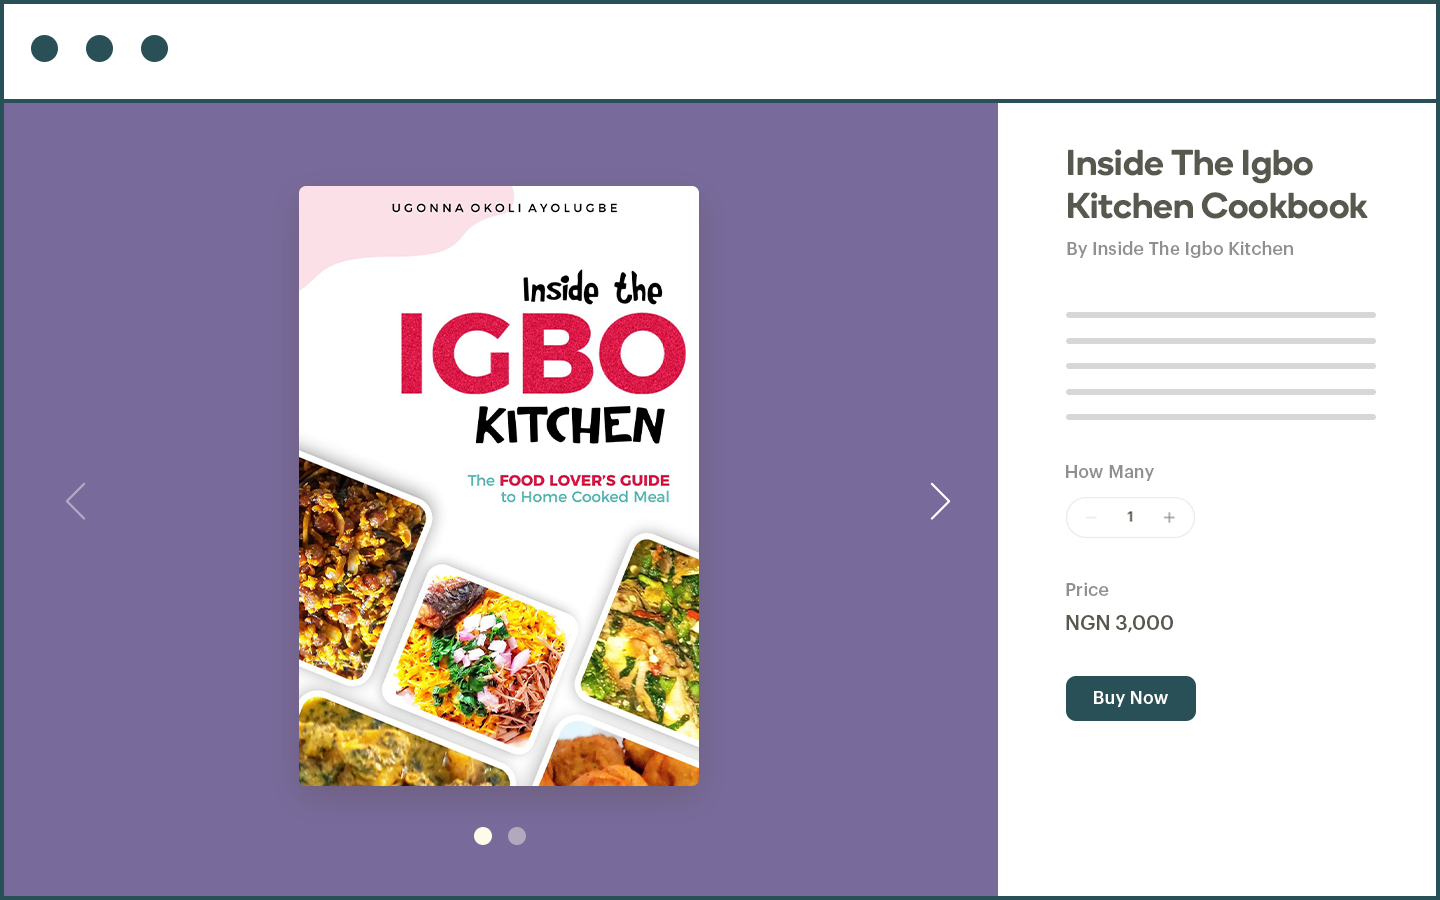 UGONNA OKOLI AYOLUGBE
Inside the
IGBO
KITCHEN
The FOOD LOVER'S GUIDE
to Home Cooked Meal
Inside The Igbo
Kitchen Cookbook
By Inside The Igbo Kitchen
How Many
− 1 +
Price
NGN 3,000
Buy Now